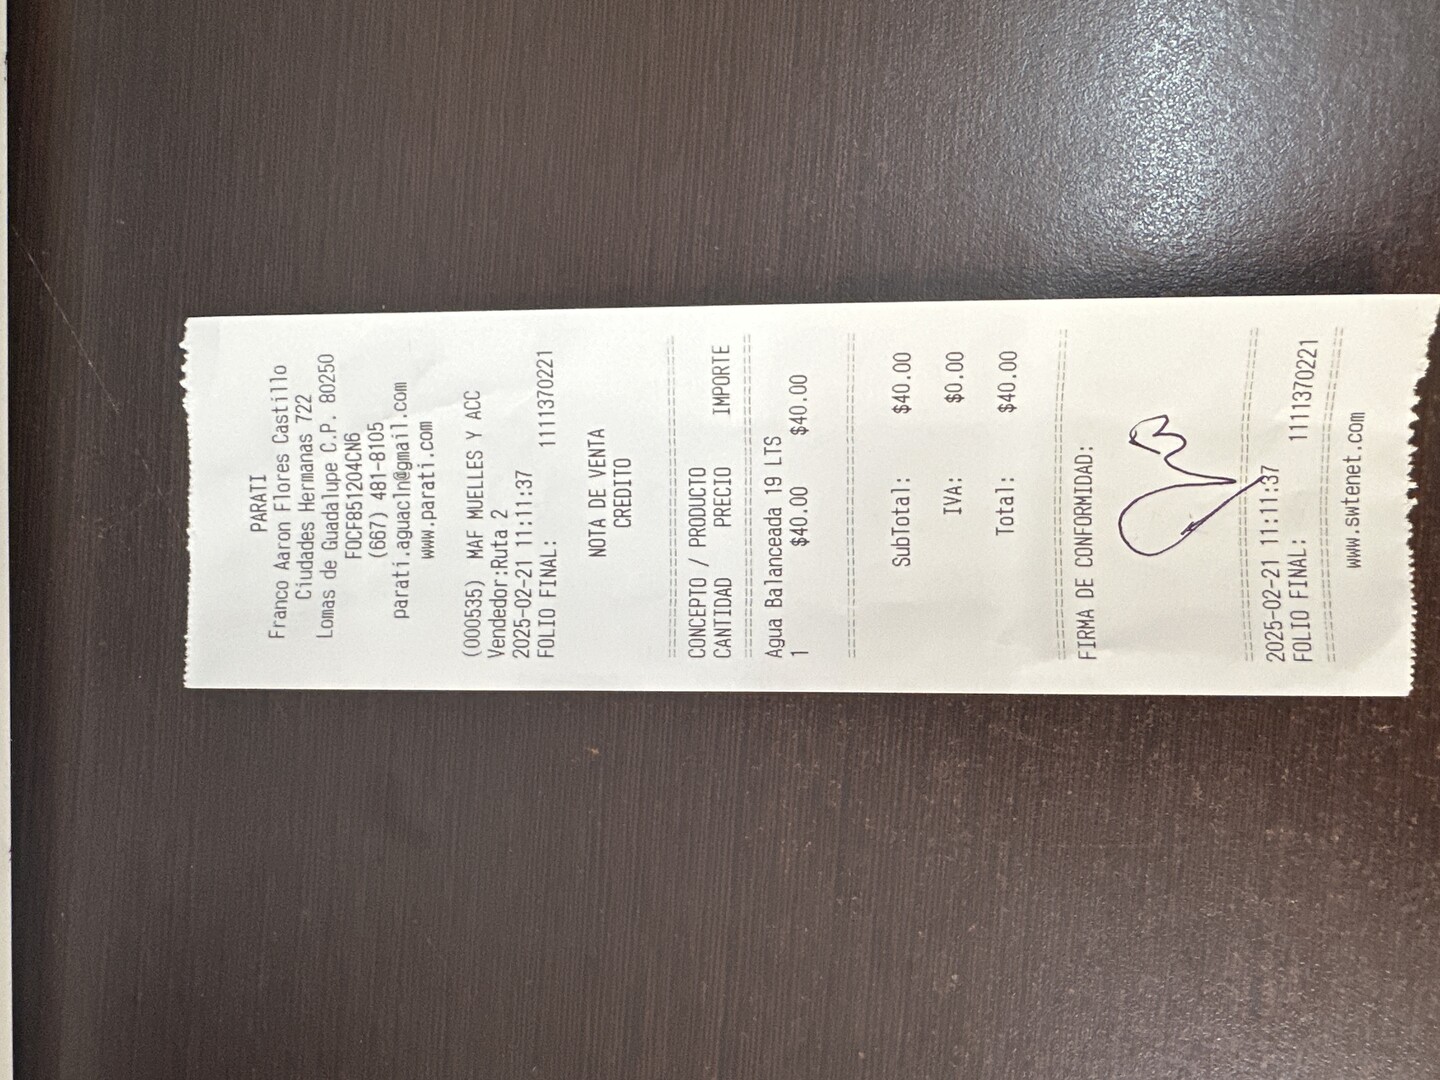 PARATI
Franco Aaron Flores Castillo
Ciudades Hermanas 722
Lomas de Guadalupe C.P. 80250
FOCF851204CN6
(667) 481-8105
parati.aguacln@gmail.com
www.parati.com
(000535) MAF MUELLES Y ACC
Vendedor:Ruta 2
2025-02-21 11:11:37
FOLIO FINAL: 1111370221
NOTA DE VENTA
CREDITO
CONCEPTO / PRODUCTO
CANTIDAD PRECIO IMPORTE
Agua Balanceada 19 LTS
1 $40.00 $40.00
SubTotal: $40.00
IVA: $0.00
Total: $40.00
FIRMA DE CONFORMIDAD:
2025-02-21 11:11:37
FOLIO FINAL: 1111370221
www.swtenet.com